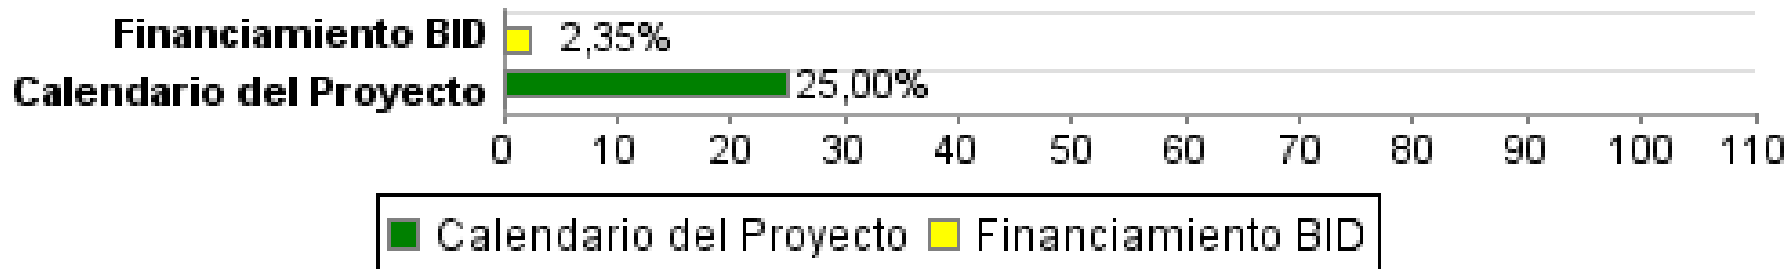 Financiamiento BID 2,35%
Calendario del Proyecto 25,00%
0 10 20 30 40 50 60 70 80 90 100 110
Calendario del Proyecto Financiamiento BID